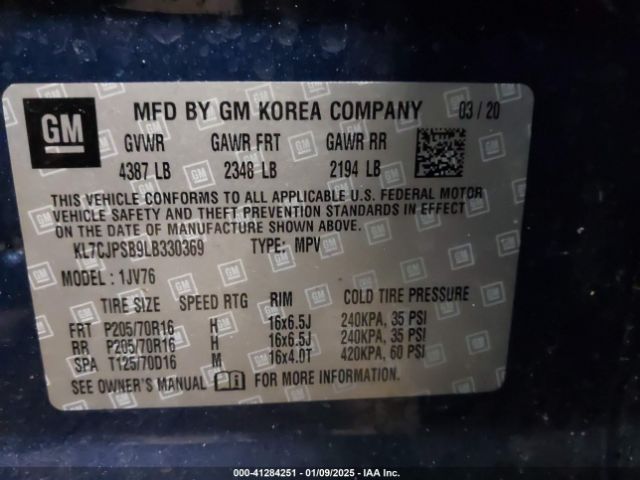 GM
MFD BY GM KOREA COMPANY 03 / 20
GVWR GAWR FRT GAWR RR
4387 LB 2348 LB 2194 LB
THIS VEHICLE CONFORMS TO ALL APPLICABLE U.S. FEDERAL MOTOR
VEHICLE SAFETY AND THEFT PREVENTION STANDARDS IN EFFECT
ON THE DATE OF MANUFACTURE SHOWN ABOVE.
KL7CJPSB9LB330369 TYPE: MPV
MODEL: 1JV76
TIRE SIZE SPEED RTG RIM COLD TIRE PRESSURE
FRT P205/70R16 H 16x6.5J 240KPA, 35 PSI
RR P205/70R16 H 16x6.5J 240KPA, 35 PSI
SPA T125/70D16 M 16x4.0T 420KPA, 60 PSI
SEE OWNER'S MANUAL FOR MORE INFORMATION.
000-41284251 | 01/09/2025 | IAA Inc.